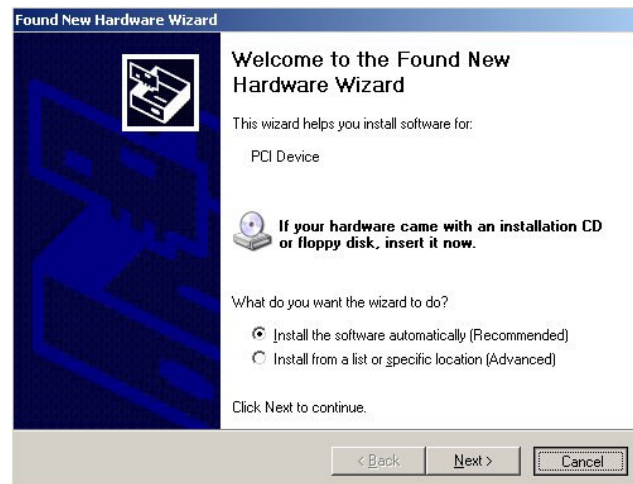 Found New Hardware Wizard
Welcome to the Found New
Hardware Wizard
This wizard helps you install software for:
PCI Device
If your hardware came with an installation CD
or floppy disk, insert it now.
What do you want the wizard to do?
Install the software automatically (Recommended)
Install from a list or specific location (Advanced)
Click Next to continue.
< Back Next > Cancel